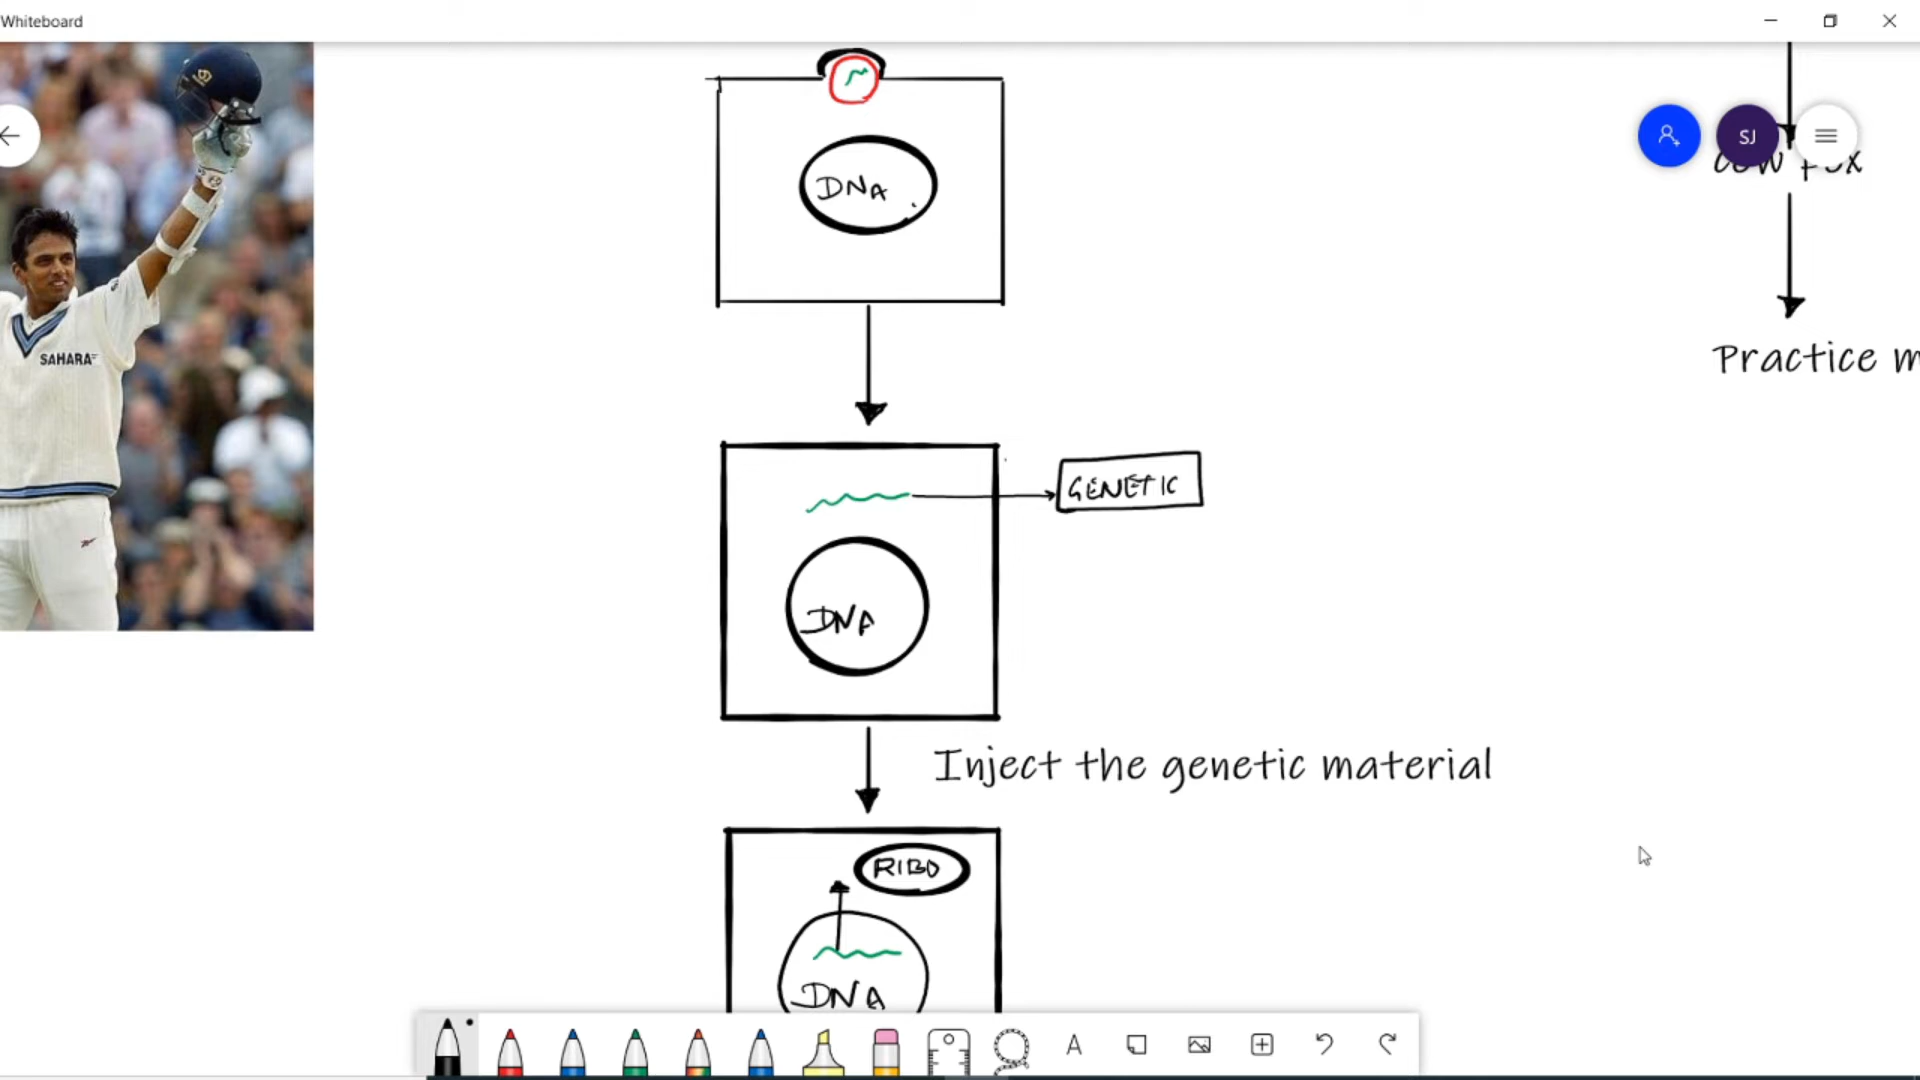 Whiteboard
SAHARA
DNA
SJ
Practice
GENETIC
DNA
Inject the genetic material
RIBO
DNA
A